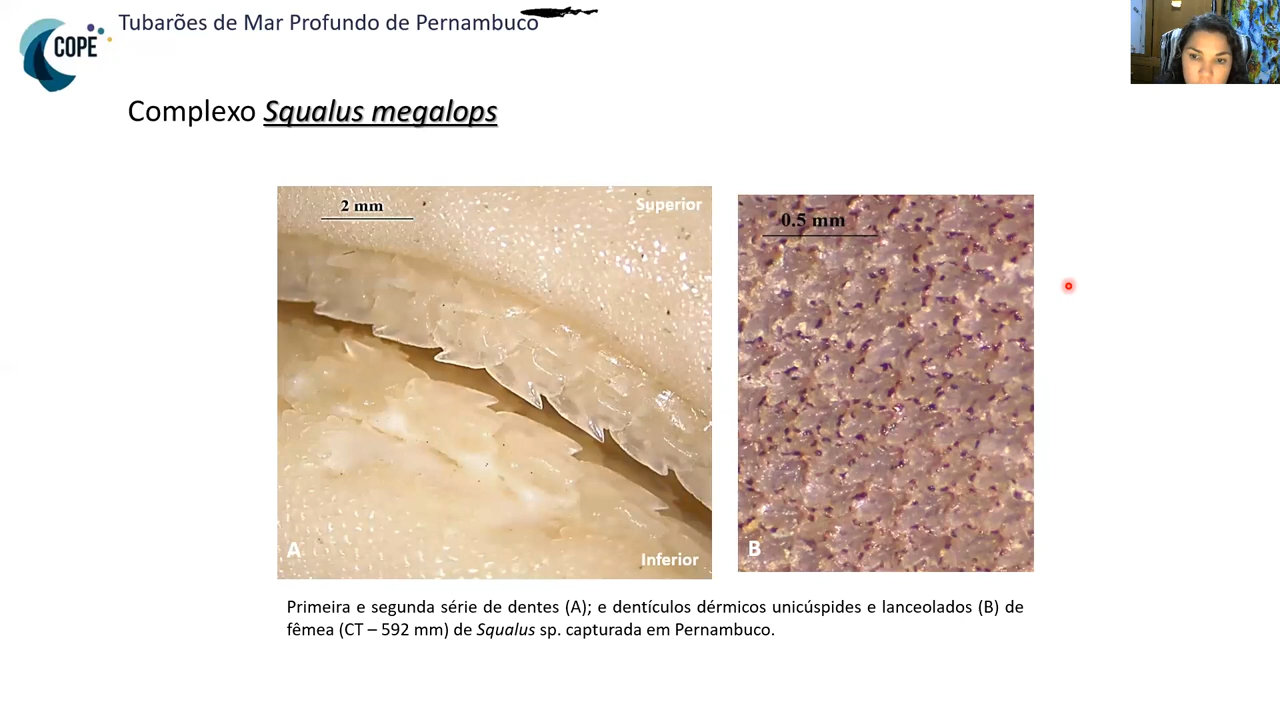 Tubarões de Mar Profundo de Pernambuco
COPE
Complexo Squalus megalops
2 mm
Superior
0.5 mm
A
Inferior
B
Primeira e segunda série de dentes (A); e dentículos dérmicos unicúspides e lanceolados (B) de
fêmea (CT – 592 mm) de Squalus sp. capturada em Pernambuco.